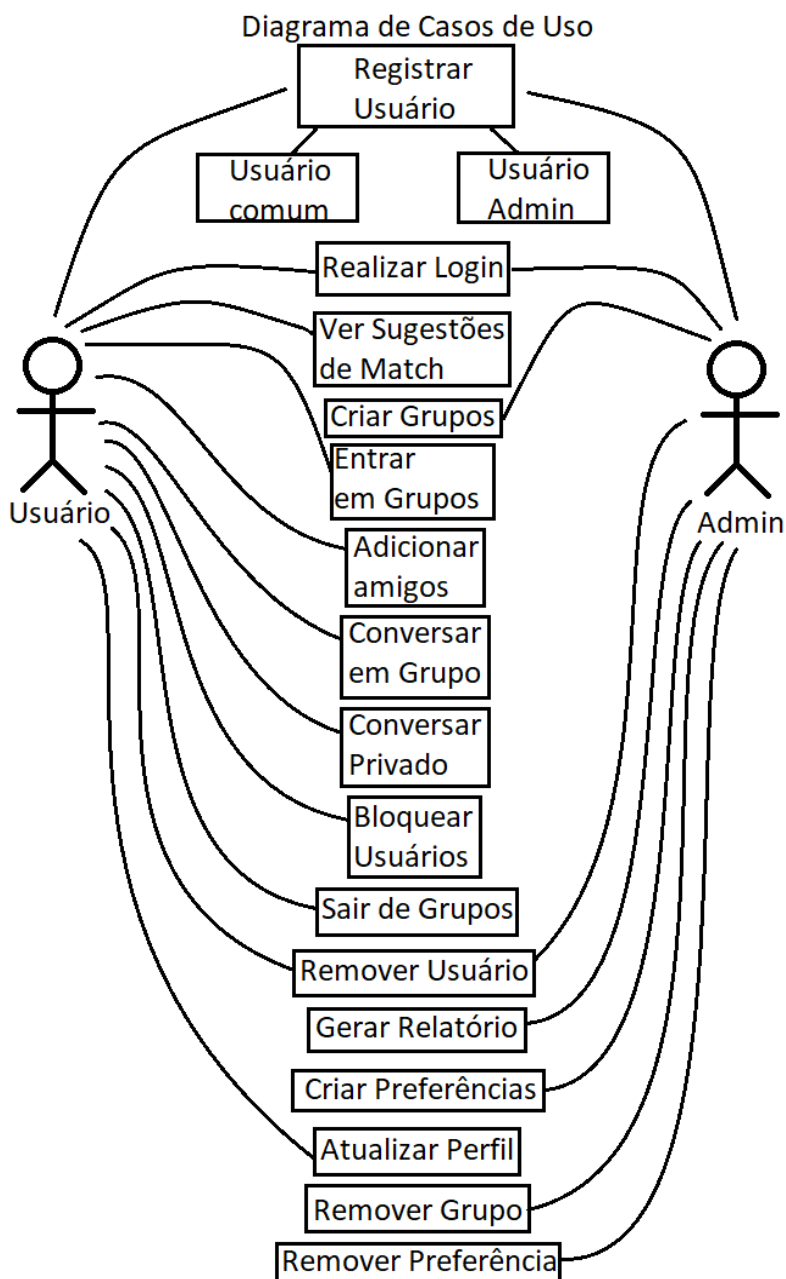 Diagrama de Casos de Uso
Registrar
Usuário
Usuário
comum
Usuário
Admin
Realizar Login
Ver Sugestões
de Match
Criar Grupos
Entrar
em Grupos
Usuário
Admin
Adicionar
amigos
Conversar
em Grupo
Conversar
Privado
Bloquear
Usuários
Sair de Grupos
Remover Usuário
Gerar Relatório
Criar Preferências
Atualizar Perfil
Remover Grupo
Remover Preferência